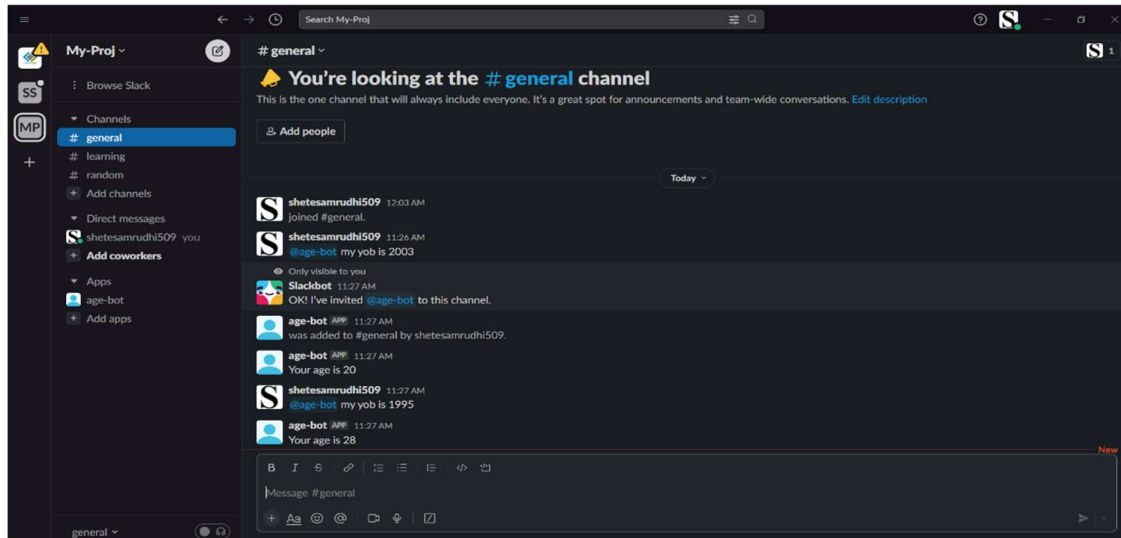 Search My-Proj
S
1
My-Proj
# general
SS
MP
Browse Slack
Channels
# general
# learning
# random
+ Add channels
Direct messages
S shetesamrudhi509 you
+ Add coworkers
Apps
age-bot
+ Add apps
general
You're looking at the # general channel
This is the one channel that will always include everyone. It's a great spot for announcements and team-wide conversations. Edit description
Add people
Today
shetesamrudhi509 12:03 AM
joined #general.
shetesamrudhi509 11:26 AM
@age-bot my yob is 2003
Only visible to you
Slackbot 11:27 AM
OK! I've invited @age-bot to this channel.
age-bot APP 11:27 AM
was added to #general by shetesamrudhi509.
age-bot APP 11:27 AM
Your age is 20
shetesamrudhi509 11:27 AM
@age-bot my yob is 1995
age-bot APP 11:27 AM
Your age is 28
New
B I S
Message #general
+ Aa @